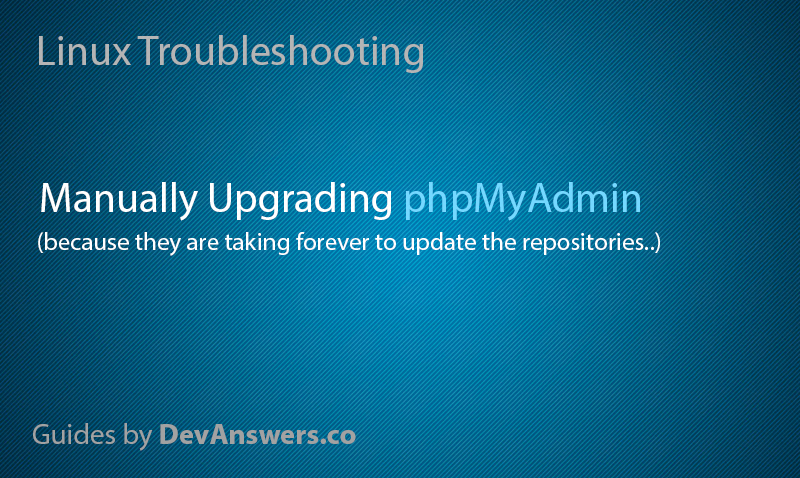 Linux Troubleshooting
Manually Upgrading phpMyAdmin
(because they are taking forever to update the repositories..)
Guides by DevAnswers.co